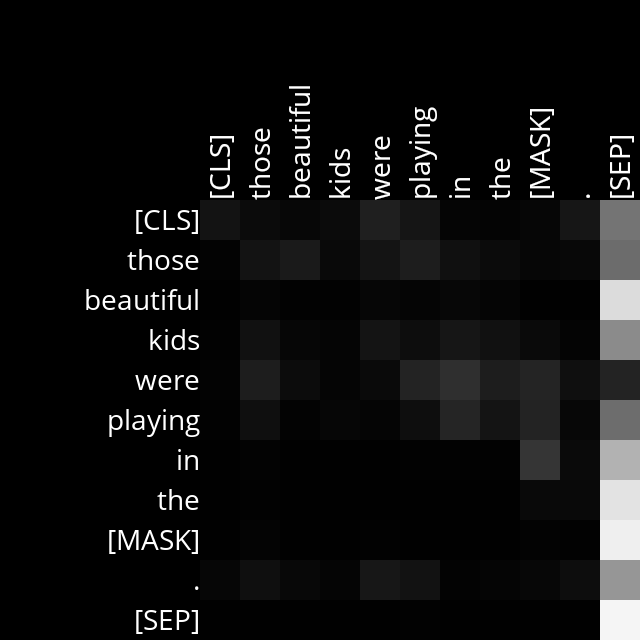 [CLS] those beautiful kids were playing in the [MASK] . [SEP]
[CLS]
those
beautiful
kids
were
playing
in
the
[MASK]
.
[SEP]